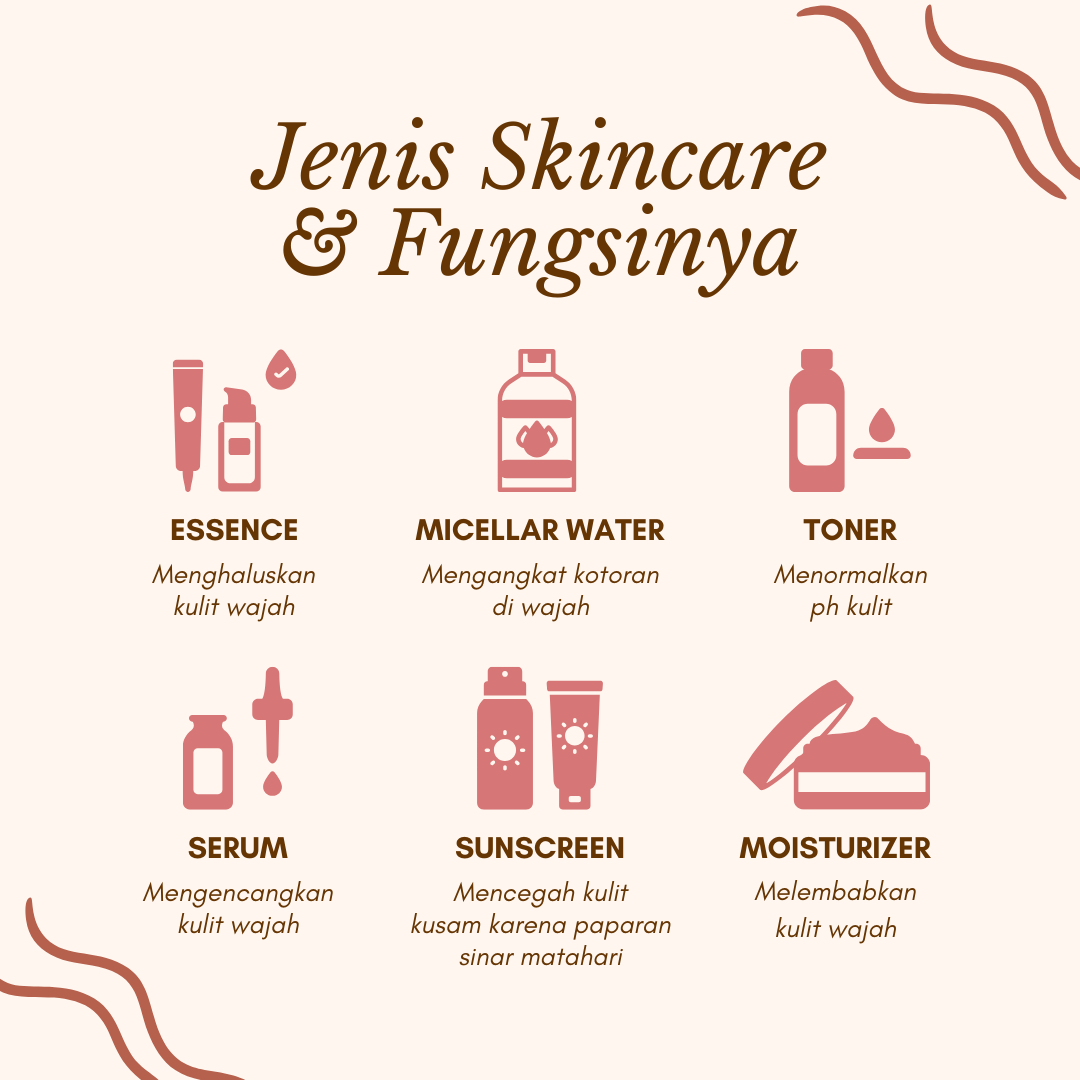 Jenis Skincare
& Fungsinya
ESSENCE
Menghaluskan
kulit wajah
MICELLAR WATER
Mengangkat kotoran
di wajah
TONER
Menormalkan
ph kulit
SERUM
Mengencangkan
kulit wajah
SUNSCREEN
Mencegah kulit
kusam karena paparan
sinar matahari
MOISTURIZER
Melembabkan
kulit wajah